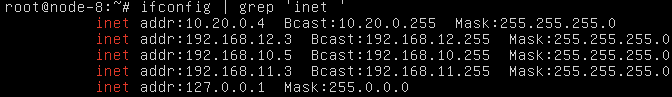 root@node-8:~# ifconfig | grep 'inet '
inet addr:10.20.0.4  Bcast:10.20.0.255  Mask:255.255.255.0
inet addr:192.168.12.3  Bcast:192.168.12.255  Mask:255.255.255.0
inet addr:192.168.10.5  Bcast:192.168.10.255  Mask:255.255.255.0
inet addr:192.168.11.3  Bcast:192.168.11.255  Mask:255.255.255.0
inet addr:127.0.0.1  Mask:255.0.0.0